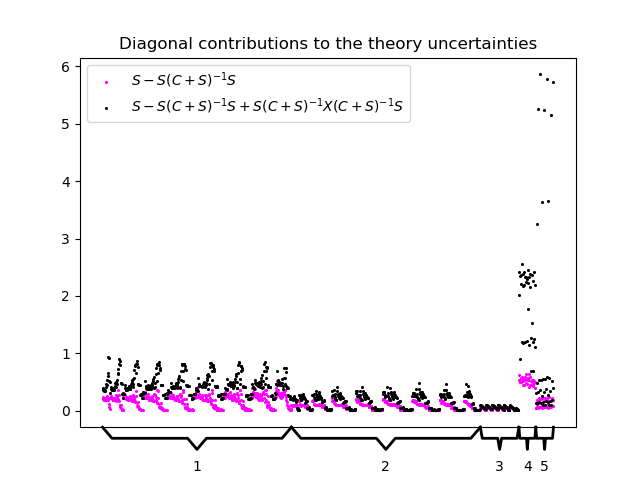 Diagonal contributions to the theory uncertainties
S − S(C + S)⁻¹S
S − S(C + S)⁻¹S + S(C + S)⁻¹X(C + S)⁻¹S
6
5
4
3
2
1
0
1 2 3 4 5